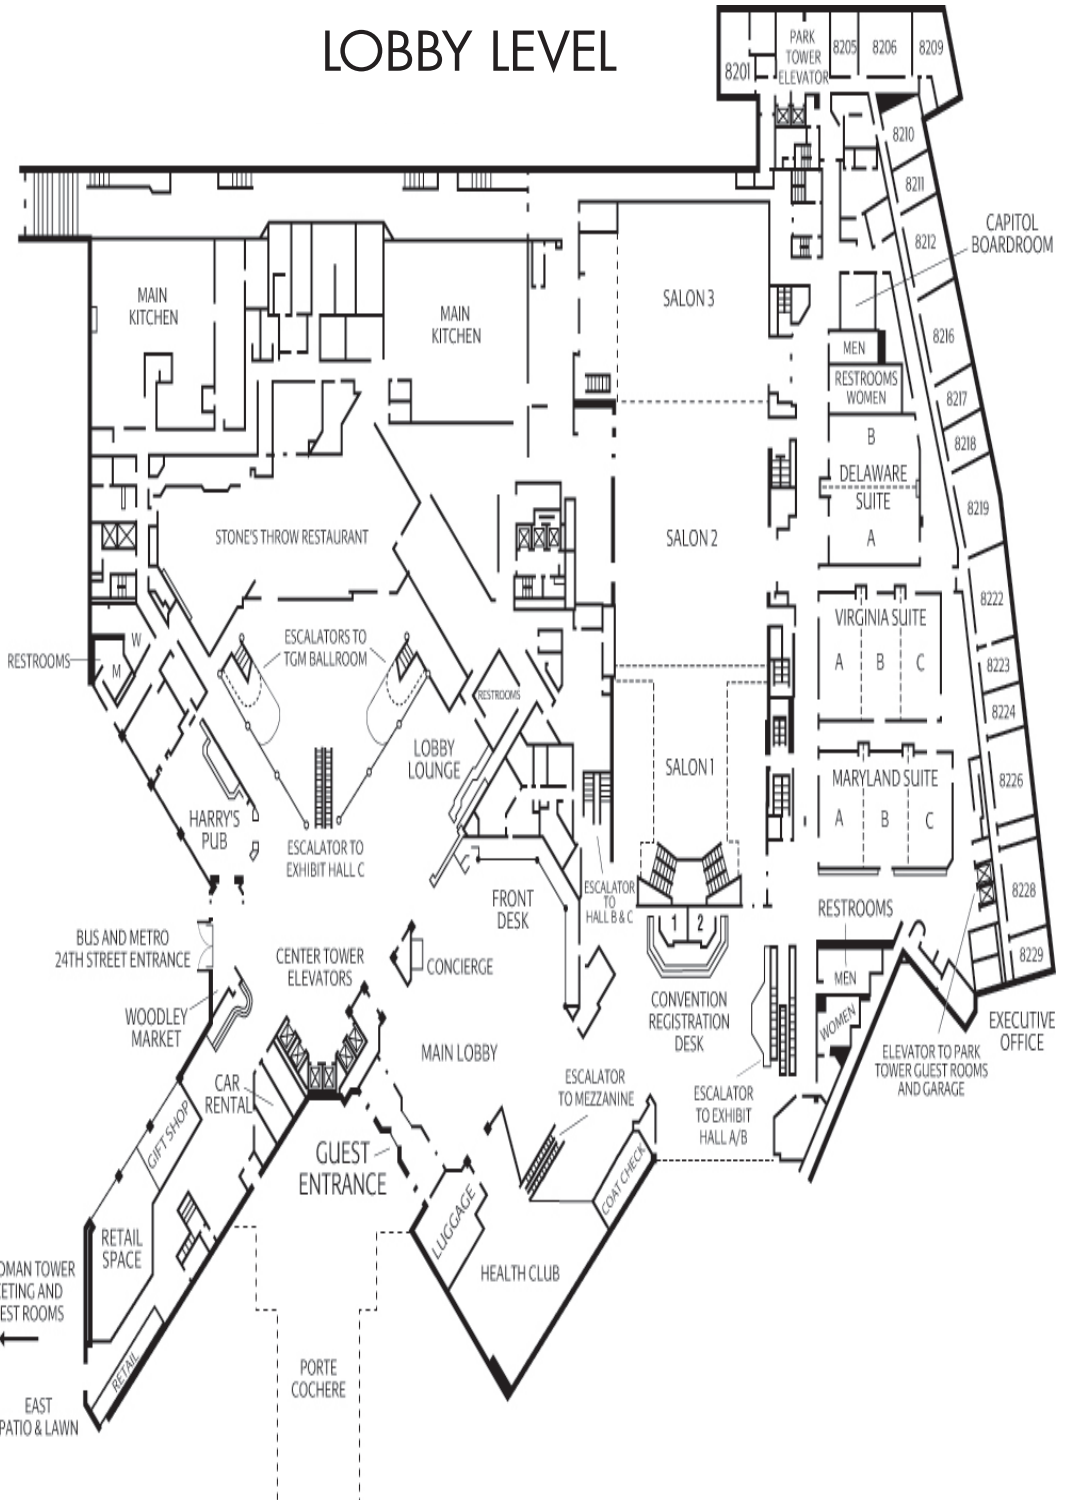 LOBBY LEVEL
PARK
TOWER
ELEVATOR
8201
8205
8206
8209
8210
8211
8212
CAPITOL
BOARDROOM
8216
8217
8218
8219
8222
8223
8224
8226
8228
8229
MAIN
KITCHEN
MAIN
KITCHEN
SALON 3
MEN
RESTROOMS
WOMEN
B
DELAWARE
SUITE
A
STONE'S THROW RESTAURANT
SALON 2
VIRGINIA SUITE
A
B
C
RESTROOMS
W
M
ESCALATORS TO
TGM BALLROOM
RESTROOMS
LOBBY
LOUNGE
SALON 1
MARYLAND SUITE
A
B
C
HARRY'S
PUB
ESCALATOR TO
EXHIBIT HALL C
FRONT
DESK
ESCALATOR
TO
HALL B & C
1
2
RESTROOMS
MEN
WOMEN
BUS AND METRO
24TH STREET ENTRANCE
CENTER TOWER
ELEVATORS
CONCIERGE
CONVENTION
REGISTRATION
DESK
WOODLEY
MARKET
MAIN LOBBY
EXECUTIVE
OFFICE
ELEVATOR TO PARK
TOWER GUEST ROOMS
AND GARAGE
CAR
RENTAL
ESCALATOR
TO MEZZANINE
ESCALATOR
TO EXHIBIT
HALL A/B
GIFT SHOP
GUEST
ENTRANCE
COAT CHECK
LUGGAGE
RETAIL
SPACE
HEALTH CLUB
OMAN TOWER
ETING AND
EST ROOMS
RETAIL
PORTE
COCHERE
EAST
PATIO & LAWN